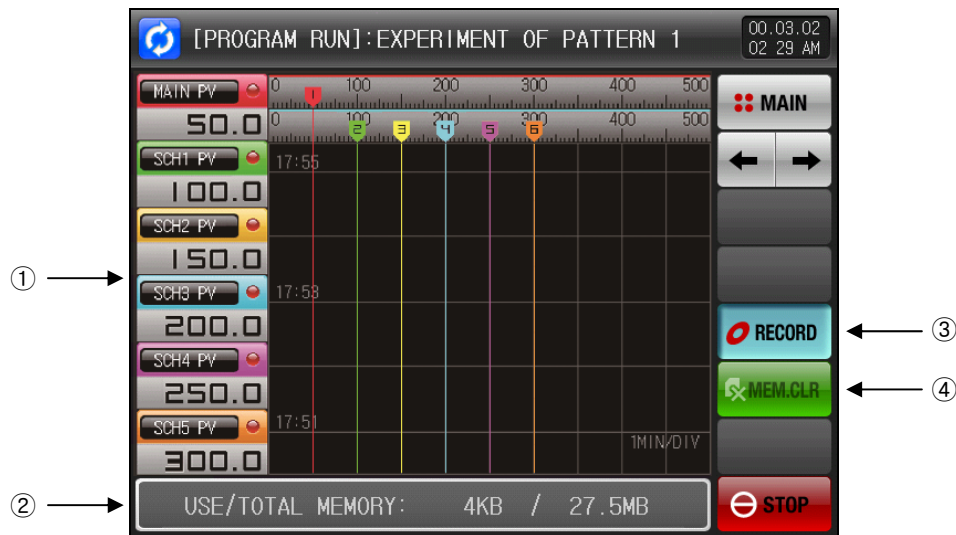 [PROGRAM RUN]:EXPERIMENT OF PATTERN 1
00.03.02
02 29 AM
MAIN PV
50.0
SCH1 PV
100.0
SCH2 PV
150.0
SCH3 PV
200.0
SCH4 PV
250.0
SCH5 PV
300.0
0 100 200 300 400 500
1
0 100 200 300 400 500
2 3 4 5 6
17:55
17:53
17:51
1MIN/DIV
MAIN
RECORD
MEM.CLR
STOP
USE/TOTAL MEMORY: 4KB / 27.5MB
①
②
③
④